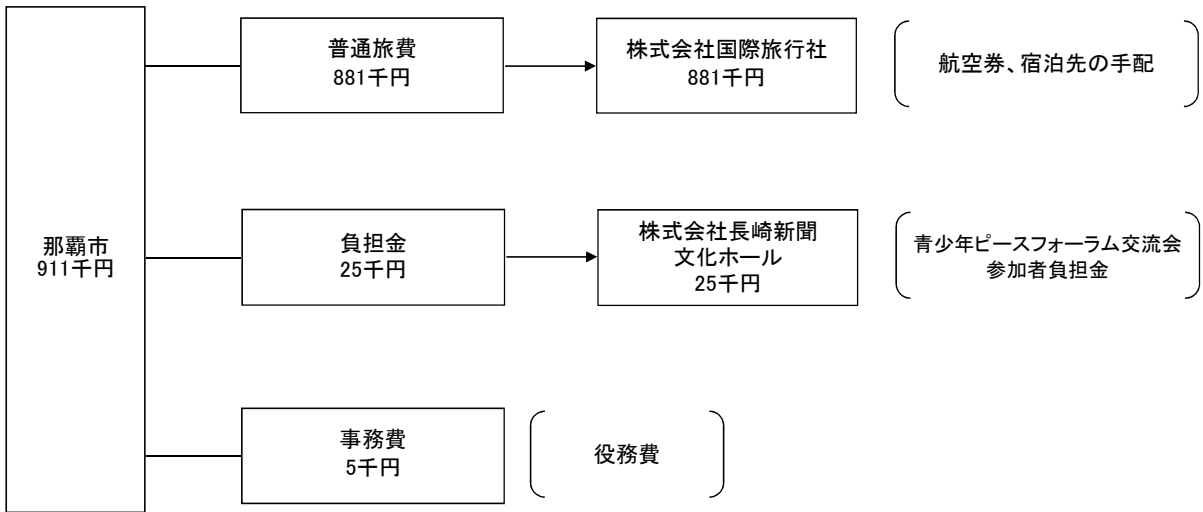 那覇市
911千円
普通旅費
881千円
株式会社国際旅行社
881千円
航空券、宿泊先の手配
負担金
25千円
株式会社長崎新聞
文化ホール
25千円
青少年ピースフォーラム交流会
参加者負担金
事務費
5千円
役務費